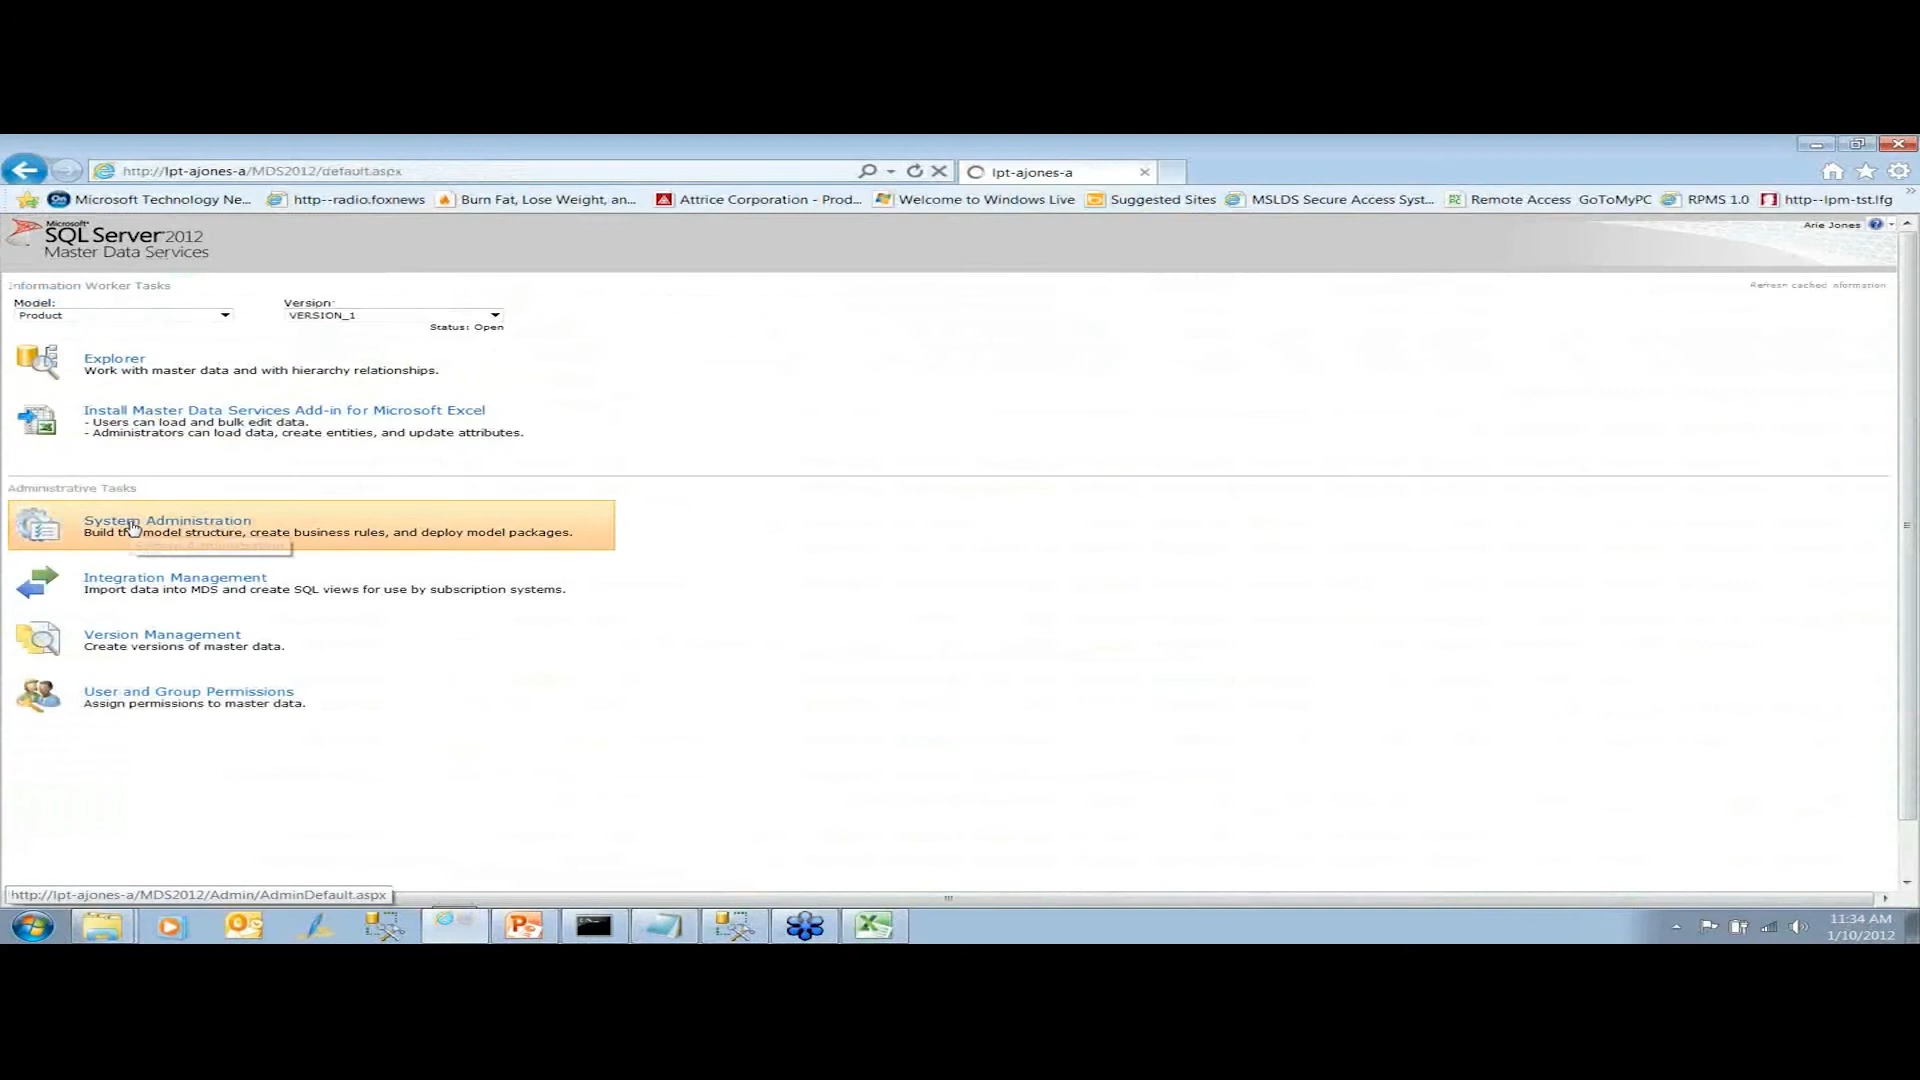 http://lpt-ajones-a/MDS2012/default.aspx
lpt-ajones-a
Microsoft Technology Ne...
http--radio.foxnews
Burn Fat, Lose Weight, an...
Attrice Corporation - Prod...
Welcome to Windows Live
Suggested Sites
MSLDS Secure Access Syst...
Remote Access
GoToMyPC
RPMS 1.0
http--lpm-tst.lfg
Microsoft
SQL Server 2012
Master Data Services
Arie Jones
Information Worker Tasks
Refresh cached information
Model:
Version:
Product
VERSION_1
Status: Open
Explorer
Work with master data and with hierarchy relationships.
Install Master Data Services Add-in for Microsoft Excel
- Users can load and bulk edit data.
- Administrators can load data, create entities, and update attributes.
Administrative Tasks
System Administration
Build the model structure, create business rules, and deploy model packages.
Integration Management
Import data into MDS and create SQL views for use by subscription systems.
Version Management
Create versions of master data.
User and Group Permissions
Assign permissions to master data.
http://lpt-ajones-a/MDS2012/Admin/AdminDefault.aspx
11:34 AM
1/10/2012